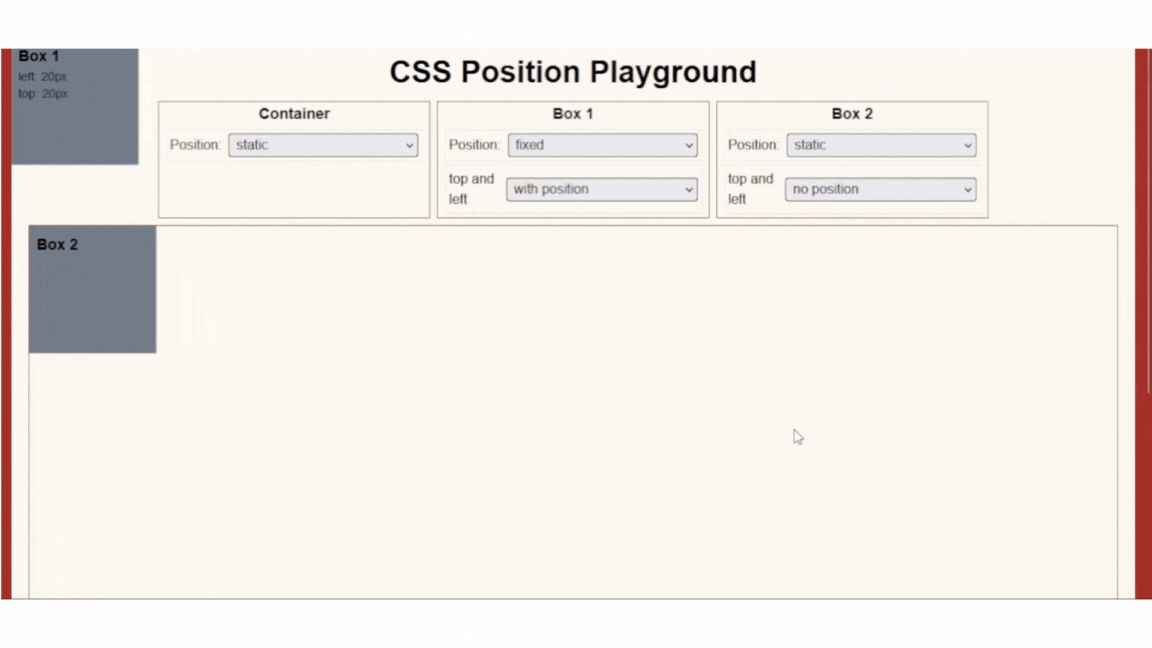 Box 1
left: 20px
top: 20px
CSS Position Playground
Container
Position: static
Box 1
Position: fixed
top and
left
with position
Box 2
Position: static
top and
left
no position
Box 2